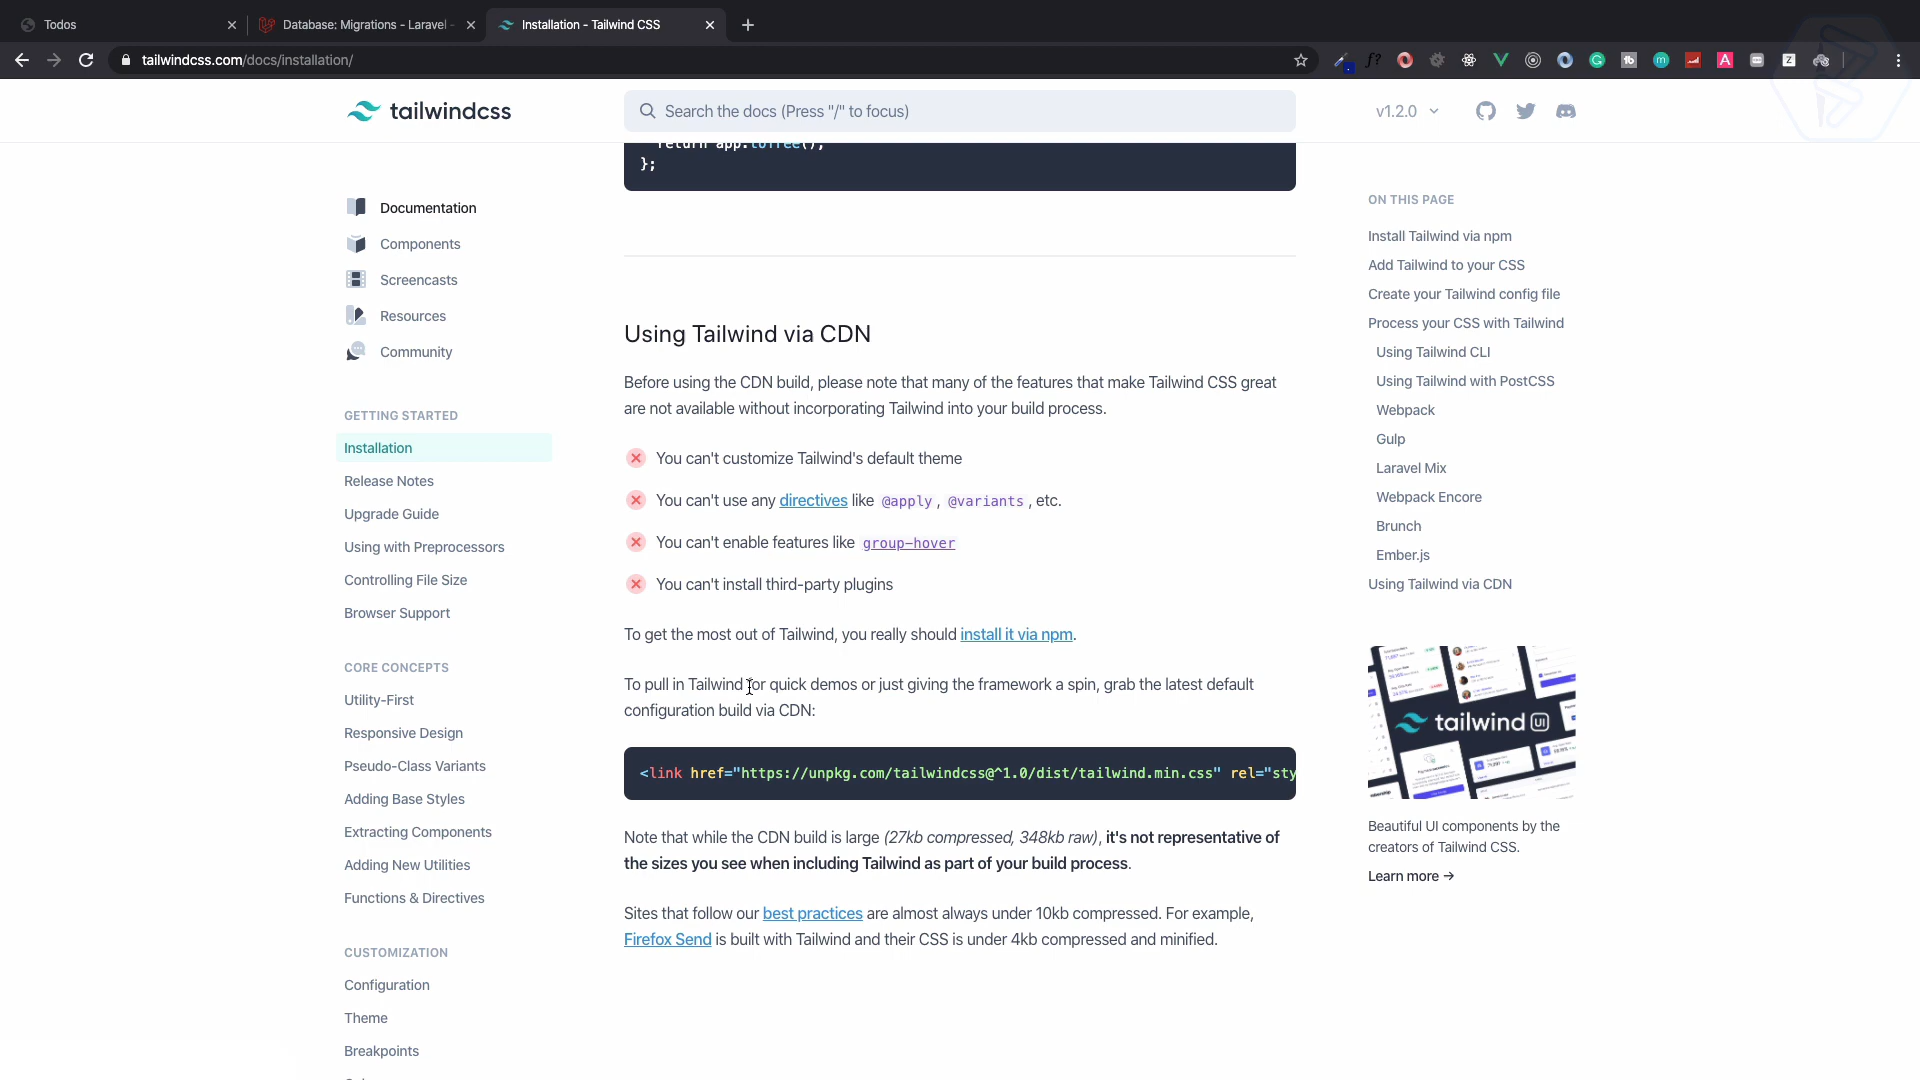 Todos
Database: Migrations - Laravel -
Installation - Tailwind CSS
tailwindcss.com/docs/installation/
tailwindcss
Search the docs (Press "/" to focus)
v1.2.0
return app.toffee();
};
Documentation
Components
Screencasts
Resources
Community
GETTING STARTED
Installation
Release Notes
Upgrade Guide
Using with Preprocessors
Controlling File Size
Browser Support
CORE CONCEPTS
Utility-First
Responsive Design
Pseudo-Class Variants
Adding Base Styles
Extracting Components
Adding New Utilities
Functions & Directives
CUSTOMIZATION
Configuration
Theme
Breakpoints
Using Tailwind via CDN
Before using the CDN build, please note that many of the features that make Tailwind CSS great
are not available without incorporating Tailwind into your build process.
You can't customize Tailwind's default theme
You can't use any directives like @apply, @variants, etc.
You can't enable features like group-hover
You can't install third-party plugins
To get the most out of Tailwind, you really should install it via npm.
To pull in Tailwind for quick demos or just giving the framework a spin, grab the latest default
configuration build via CDN:
<link href="https://unpkg.com/tailwindcss@^1.0/dist/tailwind.min.css" rel="sty
Note that while the CDN build is large (27kb compressed, 348kb raw), it's not representative of
the sizes you see when including Tailwind as part of your build process.
Sites that follow our best practices are almost always under 10kb compressed. For example,
Firefox Send is built with Tailwind and their CSS is under 4kb compressed and minified.
ON THIS PAGE
Install Tailwind via npm
Add Tailwind to your CSS
Create your Tailwind config file
Process your CSS with Tailwind
Using Tailwind CLI
Using Tailwind with PostCSS
Webpack
Gulp
Laravel Mix
Webpack Encore
Brunch
Ember.js
Using Tailwind via CDN
tailwind UI
Beautiful UI components by the
creators of Tailwind CSS.
Learn more →